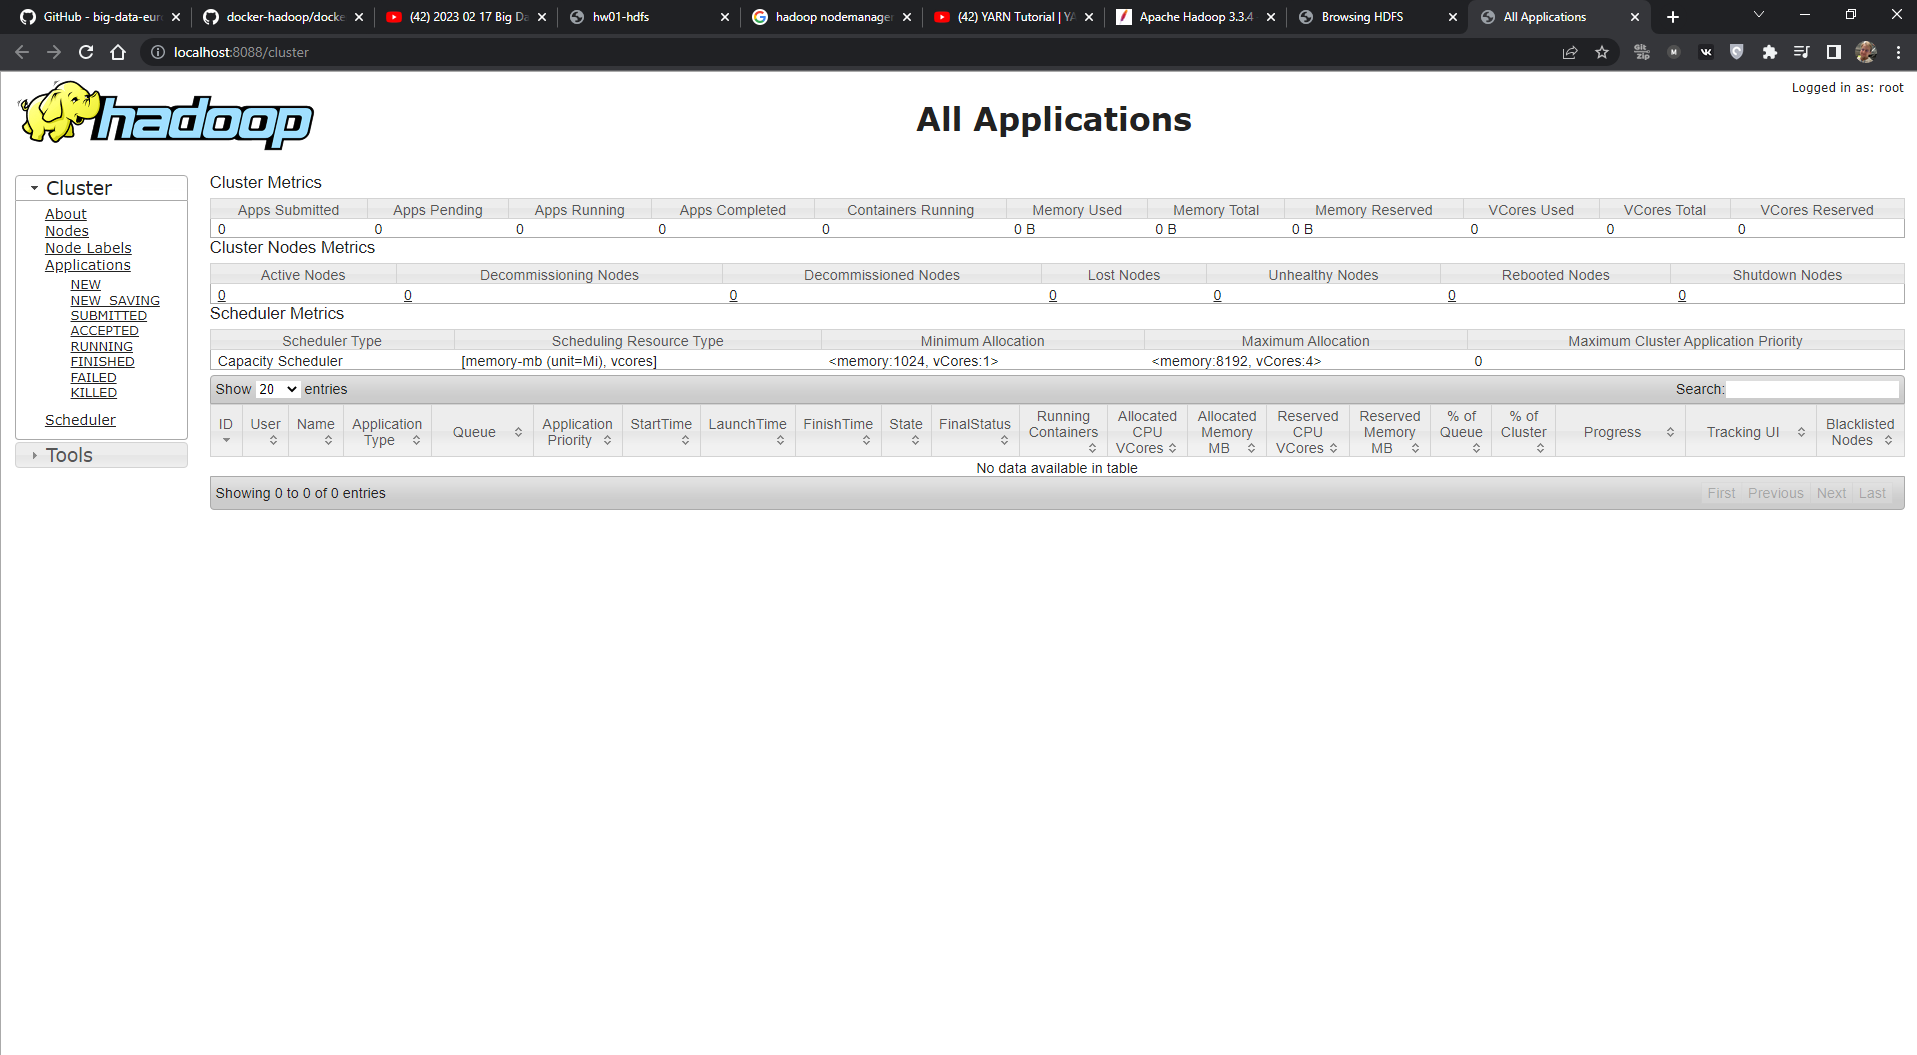 GitHub - big-data-eur
docker-hadoop/docke
(42) 2023 02 17 Big Da
hw01-hdfs
hadoop nodemanager
(42) YARN Tutorial | YA
Apache Hadoop 3.3.4
Browsing HDFS
All Applications
localhost:8088/cluster
Git Zip
M
hadoop
All Applications
Logged in as: root
Cluster
About
Nodes
Node Labels
Applications
NEW
NEW_SAVING
SUBMITTED
ACCEPTED
RUNNING
FINISHED
FAILED
KILLED
Scheduler
Tools
Cluster Metrics
Apps Submitted Apps Pending Apps Running Apps Completed Containers Running Memory Used Memory Total Memory Reserved VCores Used VCores Total VCores Reserved
0 0 0 0 0 0 B 0 B 0 B 0 0 0
Cluster Nodes Metrics
Active Nodes Decommissioning Nodes Decommissioned Nodes Lost Nodes Unhealthy Nodes Rebooted Nodes Shutdown Nodes
0 0 0 0 0 0 0
Scheduler Metrics
Scheduler Type Scheduling Resource Type Minimum Allocation Maximum Allocation Maximum Cluster Application Priority
Capacity Scheduler [memory-mb (unit=Mi), vcores] <memory:1024, vCores:1> <memory:8192, vCores:4> 0
Show 20 entries Search:
ID User Name Application Type Queue Application Priority StartTime LaunchTime FinishTime State FinalStatus Running Containers Allocated CPU VCores Allocated Memory MB Reserved CPU VCores Reserved Memory MB % of Queue % of Cluster Progress Tracking UI Blacklisted Nodes
No data available in table
Showing 0 to 0 of 0 entries First Previous Next Last